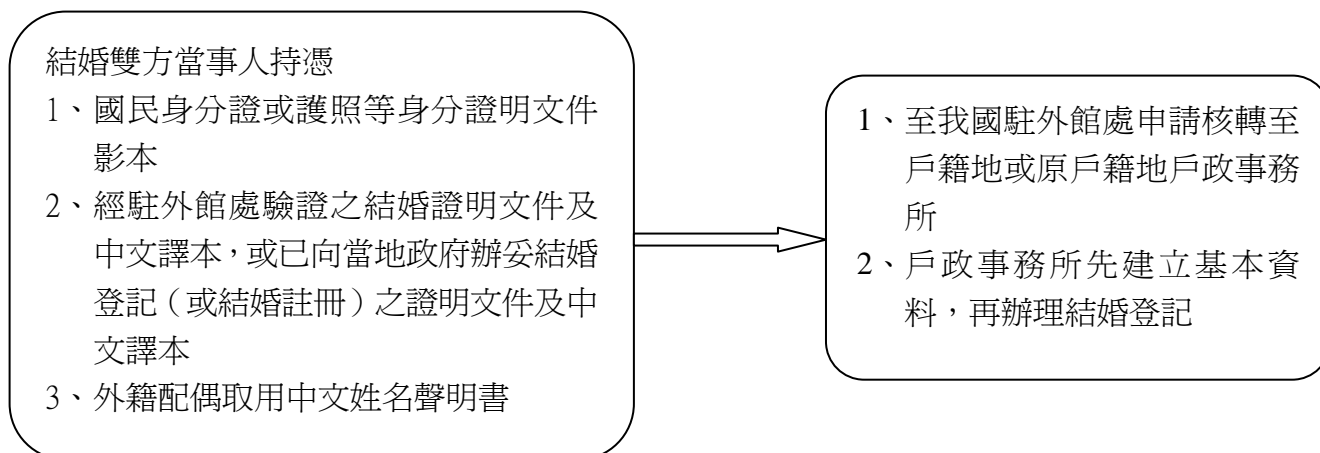 結婚雙方當事人持憑
1、國民身分證或護照等身分證明文件
影本
2、經駐外館處驗證之結婚證明文件及
中文譯本，或已向當地政府辦妥結婚
登記（或結婚註冊）之證明文件及中
文譯本
3、外籍配偶取用中文姓名聲明書
1、至我國駐外館處申請核轉至
戶籍地或原戶籍地戶政事務
所
2、戶政事務所先建立基本資
料，再辦理結婚登記